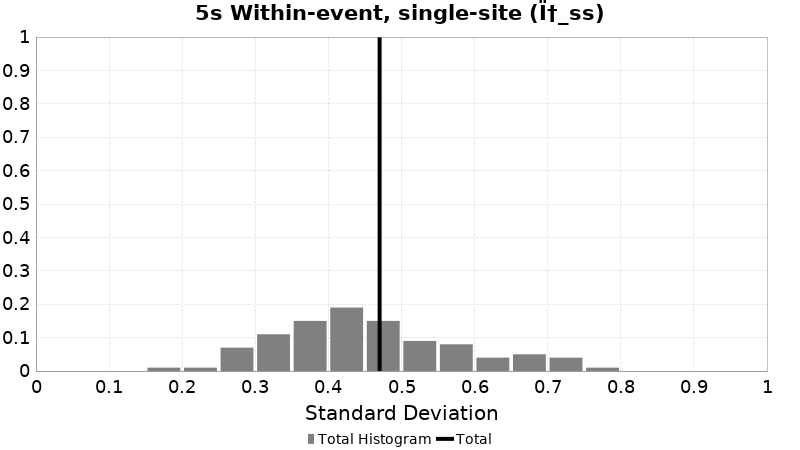 5s Within-event, single-site (Ï†_ss)
1
0.9
0.8
0.7
0.6
0.5
0.4
0.3
0.2
0.1
0
0 0.1 0.2 0.3 0.4 0.5 0.6 0.7 0.8 0.9 1
Standard Deviation
Total Histogram Total